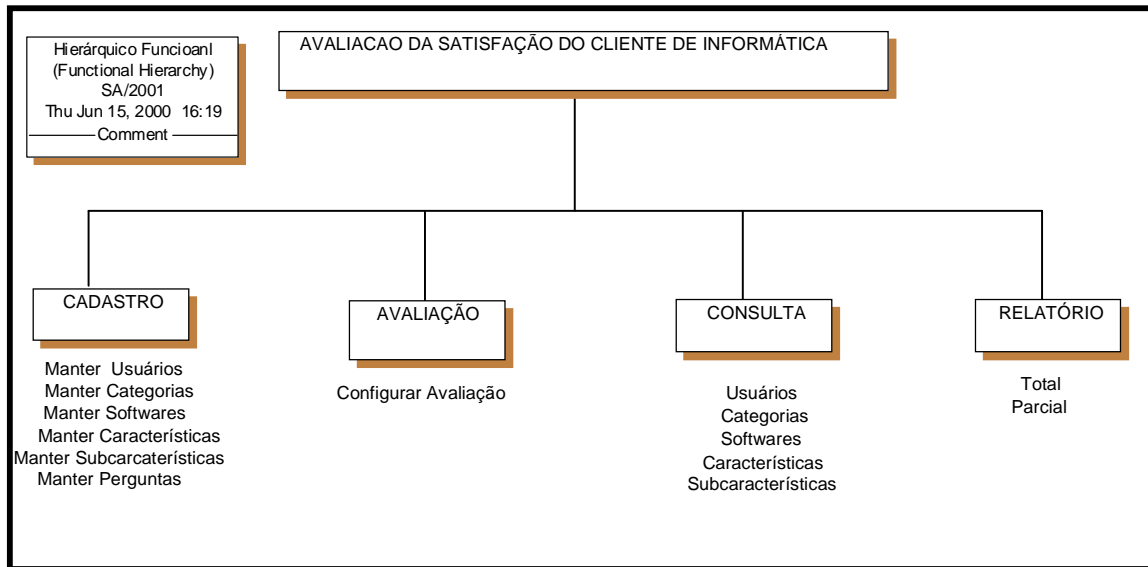 Hierárquico Funcioanl
(Functional Hierarchy)
SA/2001
Thu Jun 15, 2000 16:19
Comment
AVALIACAO DA SATISFAÇÃO DO CLIENTE DE INFORMÁTICA
CADASTRO
Manter Usuários
Manter Categorias
Manter Softwares
Manter Características
Manter Subcarcaterísticas
Manter Perguntas
AVALIAÇÃO
Configurar Avaliação
CONSULTA
Usuários
Categorias
Softwares
Características
Subcaracterísticas
RELATÓRIO
Total
Parcial